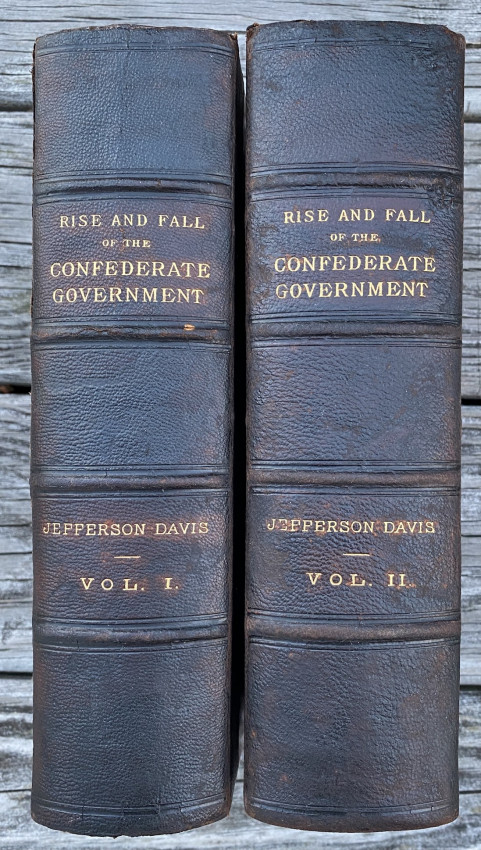 RISE AND FALL
OF THE
CONFEDERATE
GOVERNMENT
JEFFERSON DAVIS
VOL. I.
RISE AND FALL
OF THE
CONFEDERATE
GOVERNMENT
JEFFERSON DAVIS
VOL. II.